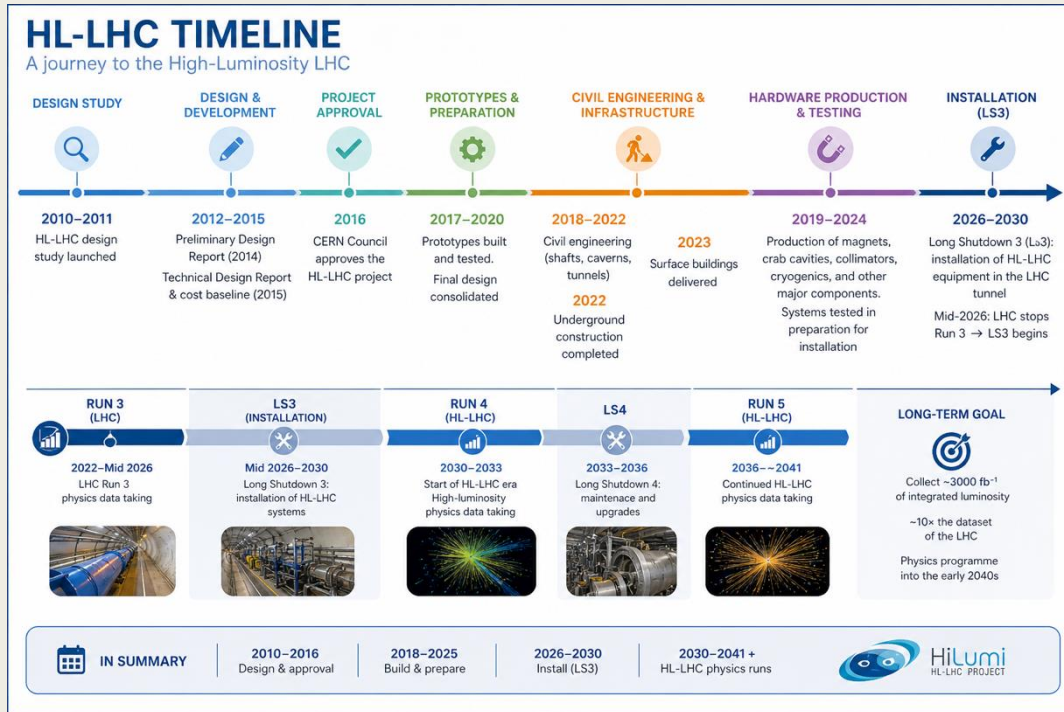 HL-LHC TIMELINE
A journey to the High-Luminosity LHC
DESIGN STUDY
2010–2011
HL-LHC design
study launched
DESIGN &
DEVELOPMENT
2012–2015
Preliminary Design
Report (2014)
Technical Design Report
& cost baseline (2015)
PROJECT
APPROVAL
2016
CERN Council
approves the
HL-LHC project
PROTOTYPES &
PREPARATION
2017–2020
Prototypes built
and tested.
Final design
consolidated
CIVIL ENGINEERING &
INFRASTRUCTURE
2018–2022
Civil engineering
(shafts, caverns,
tunnels)
2022
Underground
construction
completed
2023
Surface buildings
delivered
HARDWARE PRODUCTION
& TESTING
2019–2024
Production of magnets,
crab cavities, collimators,
cryogenics, and other
major components.
Systems tested in
preparation for
installation
INSTALLATION
(LS3)
2026–2030
Long Shutdown 3 (Lₒ3):
installation of HL-LHC
equipment in the LHC
tunnel
Mid-2026: LHC stops
Run 3 → LS3 begins
RUN 3
(LHC)
2022–Mid 2026
LHC Run 3
physics data taking
LS3
(INSTALLATION)
Mid 2026–2030
Long Shutdown 3:
installation of HL-LHC
systems
RUN 4
(HL-LHC)
2030–2033
Start of HL-LHC era
High-luminosity
physics data taking
LS4
2033–2036
Long Shutdown 4:
maintenace and
upgrades
RUN 5
(HL-LHC)
2036–~2041
Continued HL-LHC
physics data taking
LONG-TERM GOAL
Collect ~3000 fb⁻¹
of integrated luminosity
~10× the dataset
of the LHC
Physics programme
into the early 2040s
IN SUMMARY
2010–2016
Design & approval
2018–2025
Build & prepare
2026–2030
Install (LS3)
2030–2041 +
HL-LHC physics runs
HiLumi
HL-LHC PROJECT